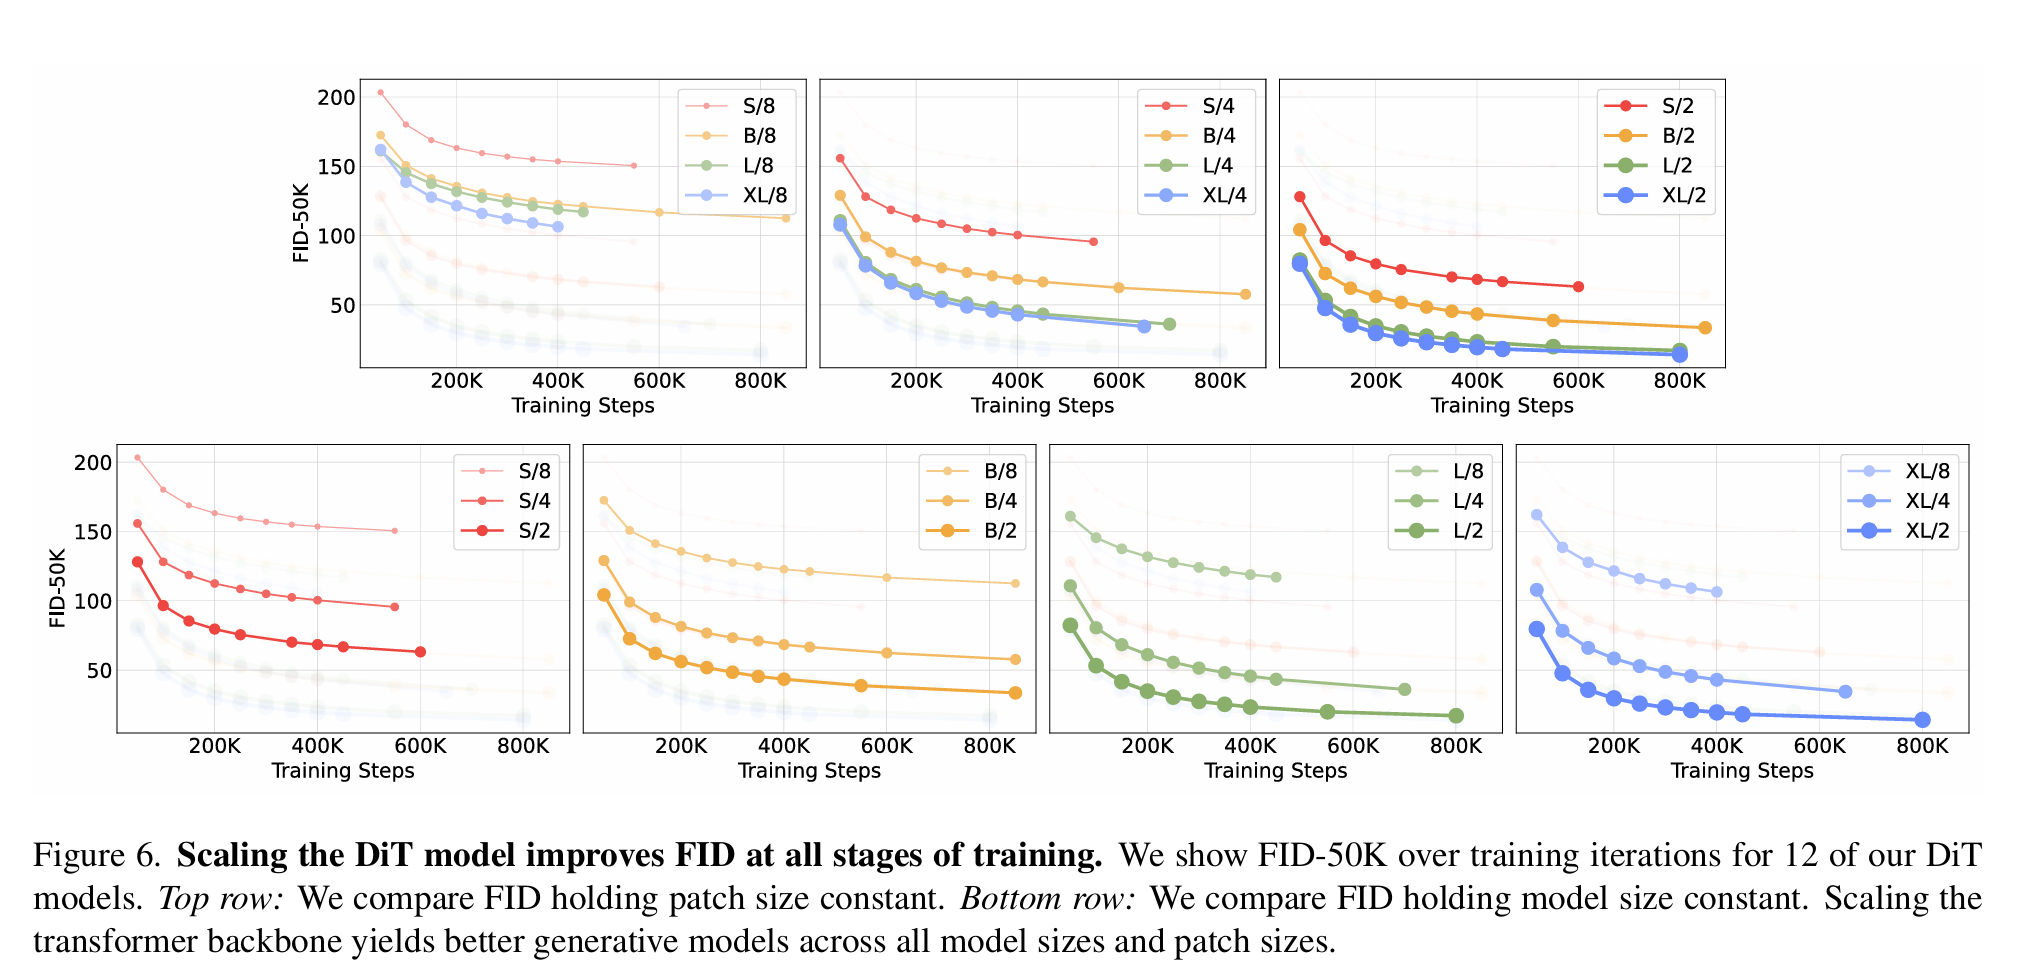 S/8
B/8
L/8
XL/8
S/4
B/4
L/4
XL/4
S/2
B/2
L/2
XL/2
200
150
100
50
FID-50K
200K 400K 600K 800K
200K 400K 600K 800K
200K 400K 600K 800K
Training Steps
Training Steps
Training Steps
S/8
S/4
S/2
B/8
B/4
B/2
L/8
L/4
L/2
XL/8
XL/4
XL/2
200
150
100
50
FID-50K
200K 400K 600K 800K
200K 400K 600K 800K
200K 400K 600K 800K
200K 400K 600K 800K
Training Steps
Training Steps
Training Steps
Training Steps
Figure 6. Scaling the DiT model improves FID at all stages of training. We show FID-50K over training iterations for 12 of our DiT
models. Top row: We compare FID holding patch size constant. Bottom row: We compare FID holding model size constant. Scaling the
transformer backbone yields better generative models across all model sizes and patch sizes.